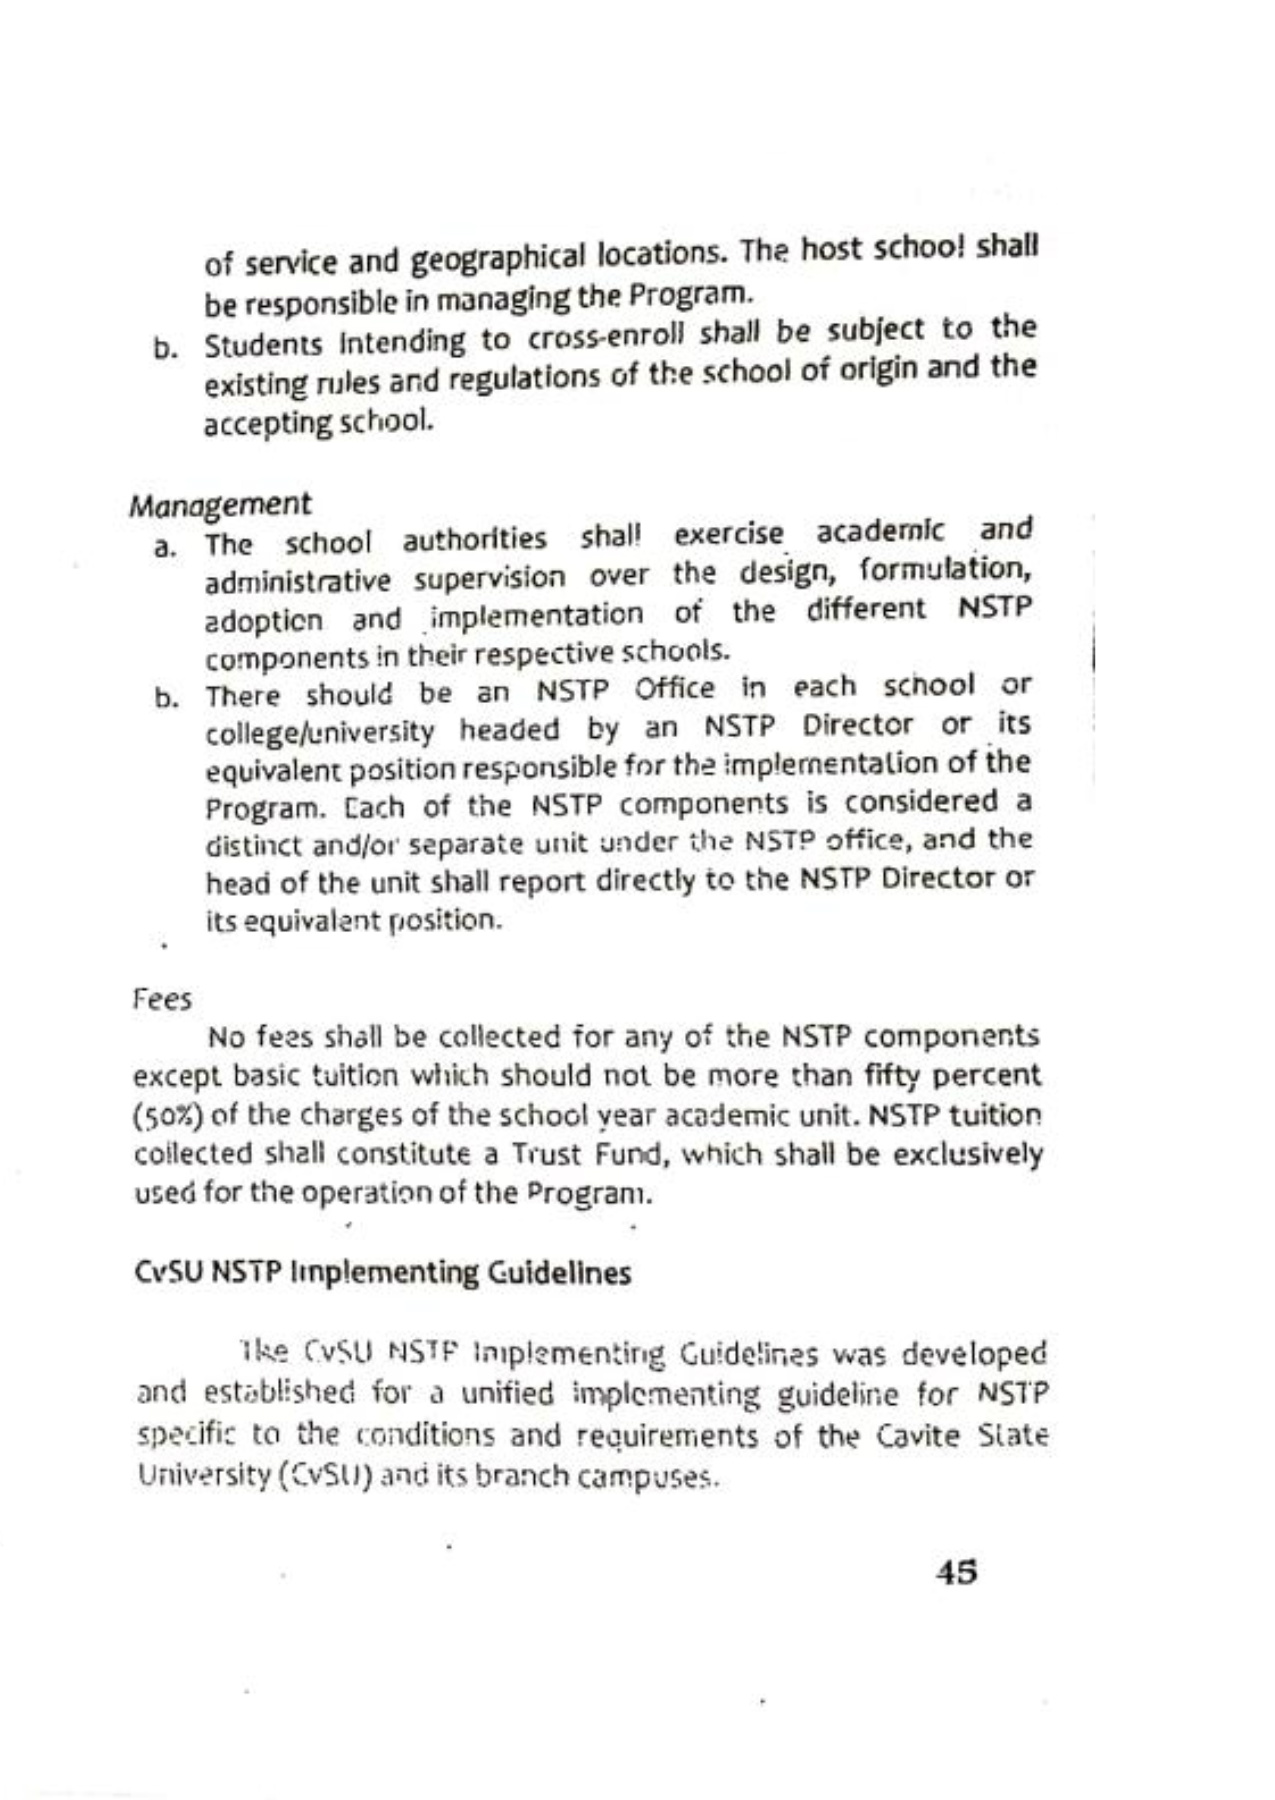 of service and geographical locations. The host school shall
be responsible in managing the Program.
b. Students intending to cross-enroll shall be subject to the
existing rules and regulations of the school of origin and the
accepting school.
Management
a. The school authorities shall exercise academic and
administrative supervision over the design, formulation,
adoption and implementation of the different NSTP
components in their respective schools.
b. There should be an NSTP Office in each school or
college/university headed by an NSTP Director or its
equivalent position responsible for the implementation of the
Program. Each of the NSTP components is considered a
distinct and/or separate unit under the NSTP office, and the
head of the unit shall report directly to the NSTP Director or
its equivalent position.
Fees
No fees shall be collected for any of the NSTP components
except basic tuition which should not be more than fifty percent
(50%) of the charges of the school year academic unit. NSTP tuition
collected shall constitute a Trust Fund, which shall be exclusively
used for the operation of the Program.
CvSU NSTP Implementing Guidelines
The CvSU NSTP Implementing Guidelines was developed
and established for a unified implementing guideline for NSTP
specific to the conditions and requirements of the Cavite State
University (CvSU) and its branch campuses.
45